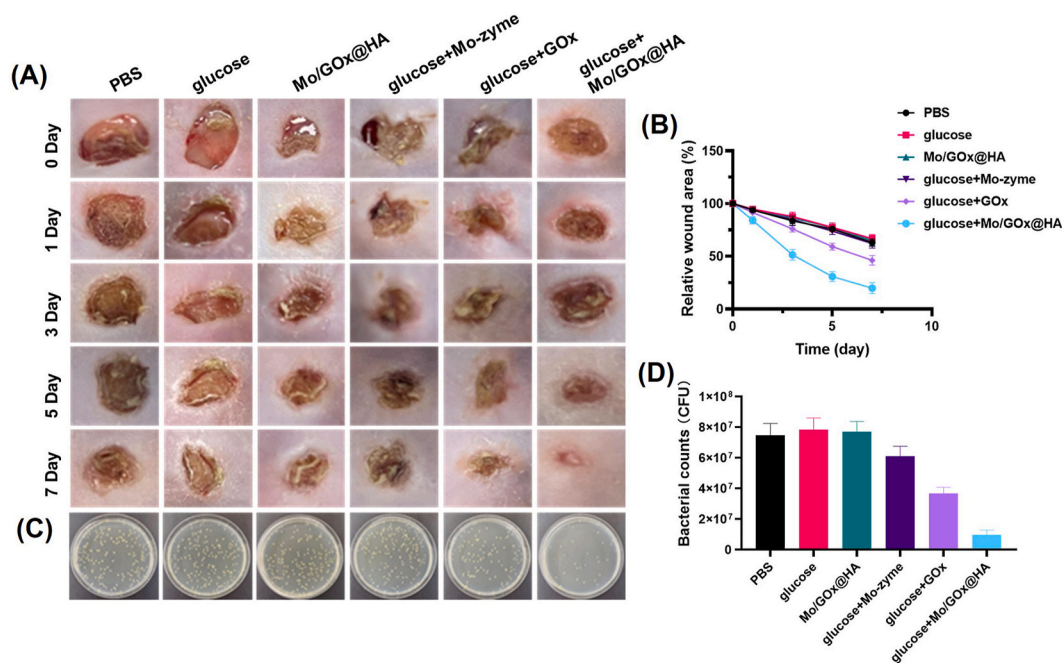 (A)
PBS
glucose
Mo/GOx@HA
glucose+Mo-zyme
glucose+GOx
glucose+
Mo/GOx@HA
0 Day
1 Day
3 Day
5 Day
7 Day
(C)
(B)
PBS
glucose
Mo/GOx@HA
glucose+Mo-zyme
glucose+GOx
glucose+Mo/GOx@HA
Relative wound area (%)
150
100
50
0
0
5
10
Time (day)
(D)
Bacterial counts (CFU)
1×10⁸
8×10⁷
6×10⁷
4×10⁷
2×10⁷
0
PBS
glucose
Mo/GOx@HA
glucose+Mo-zyme
glucose+GOx
glucose+Mo/GOx@HA